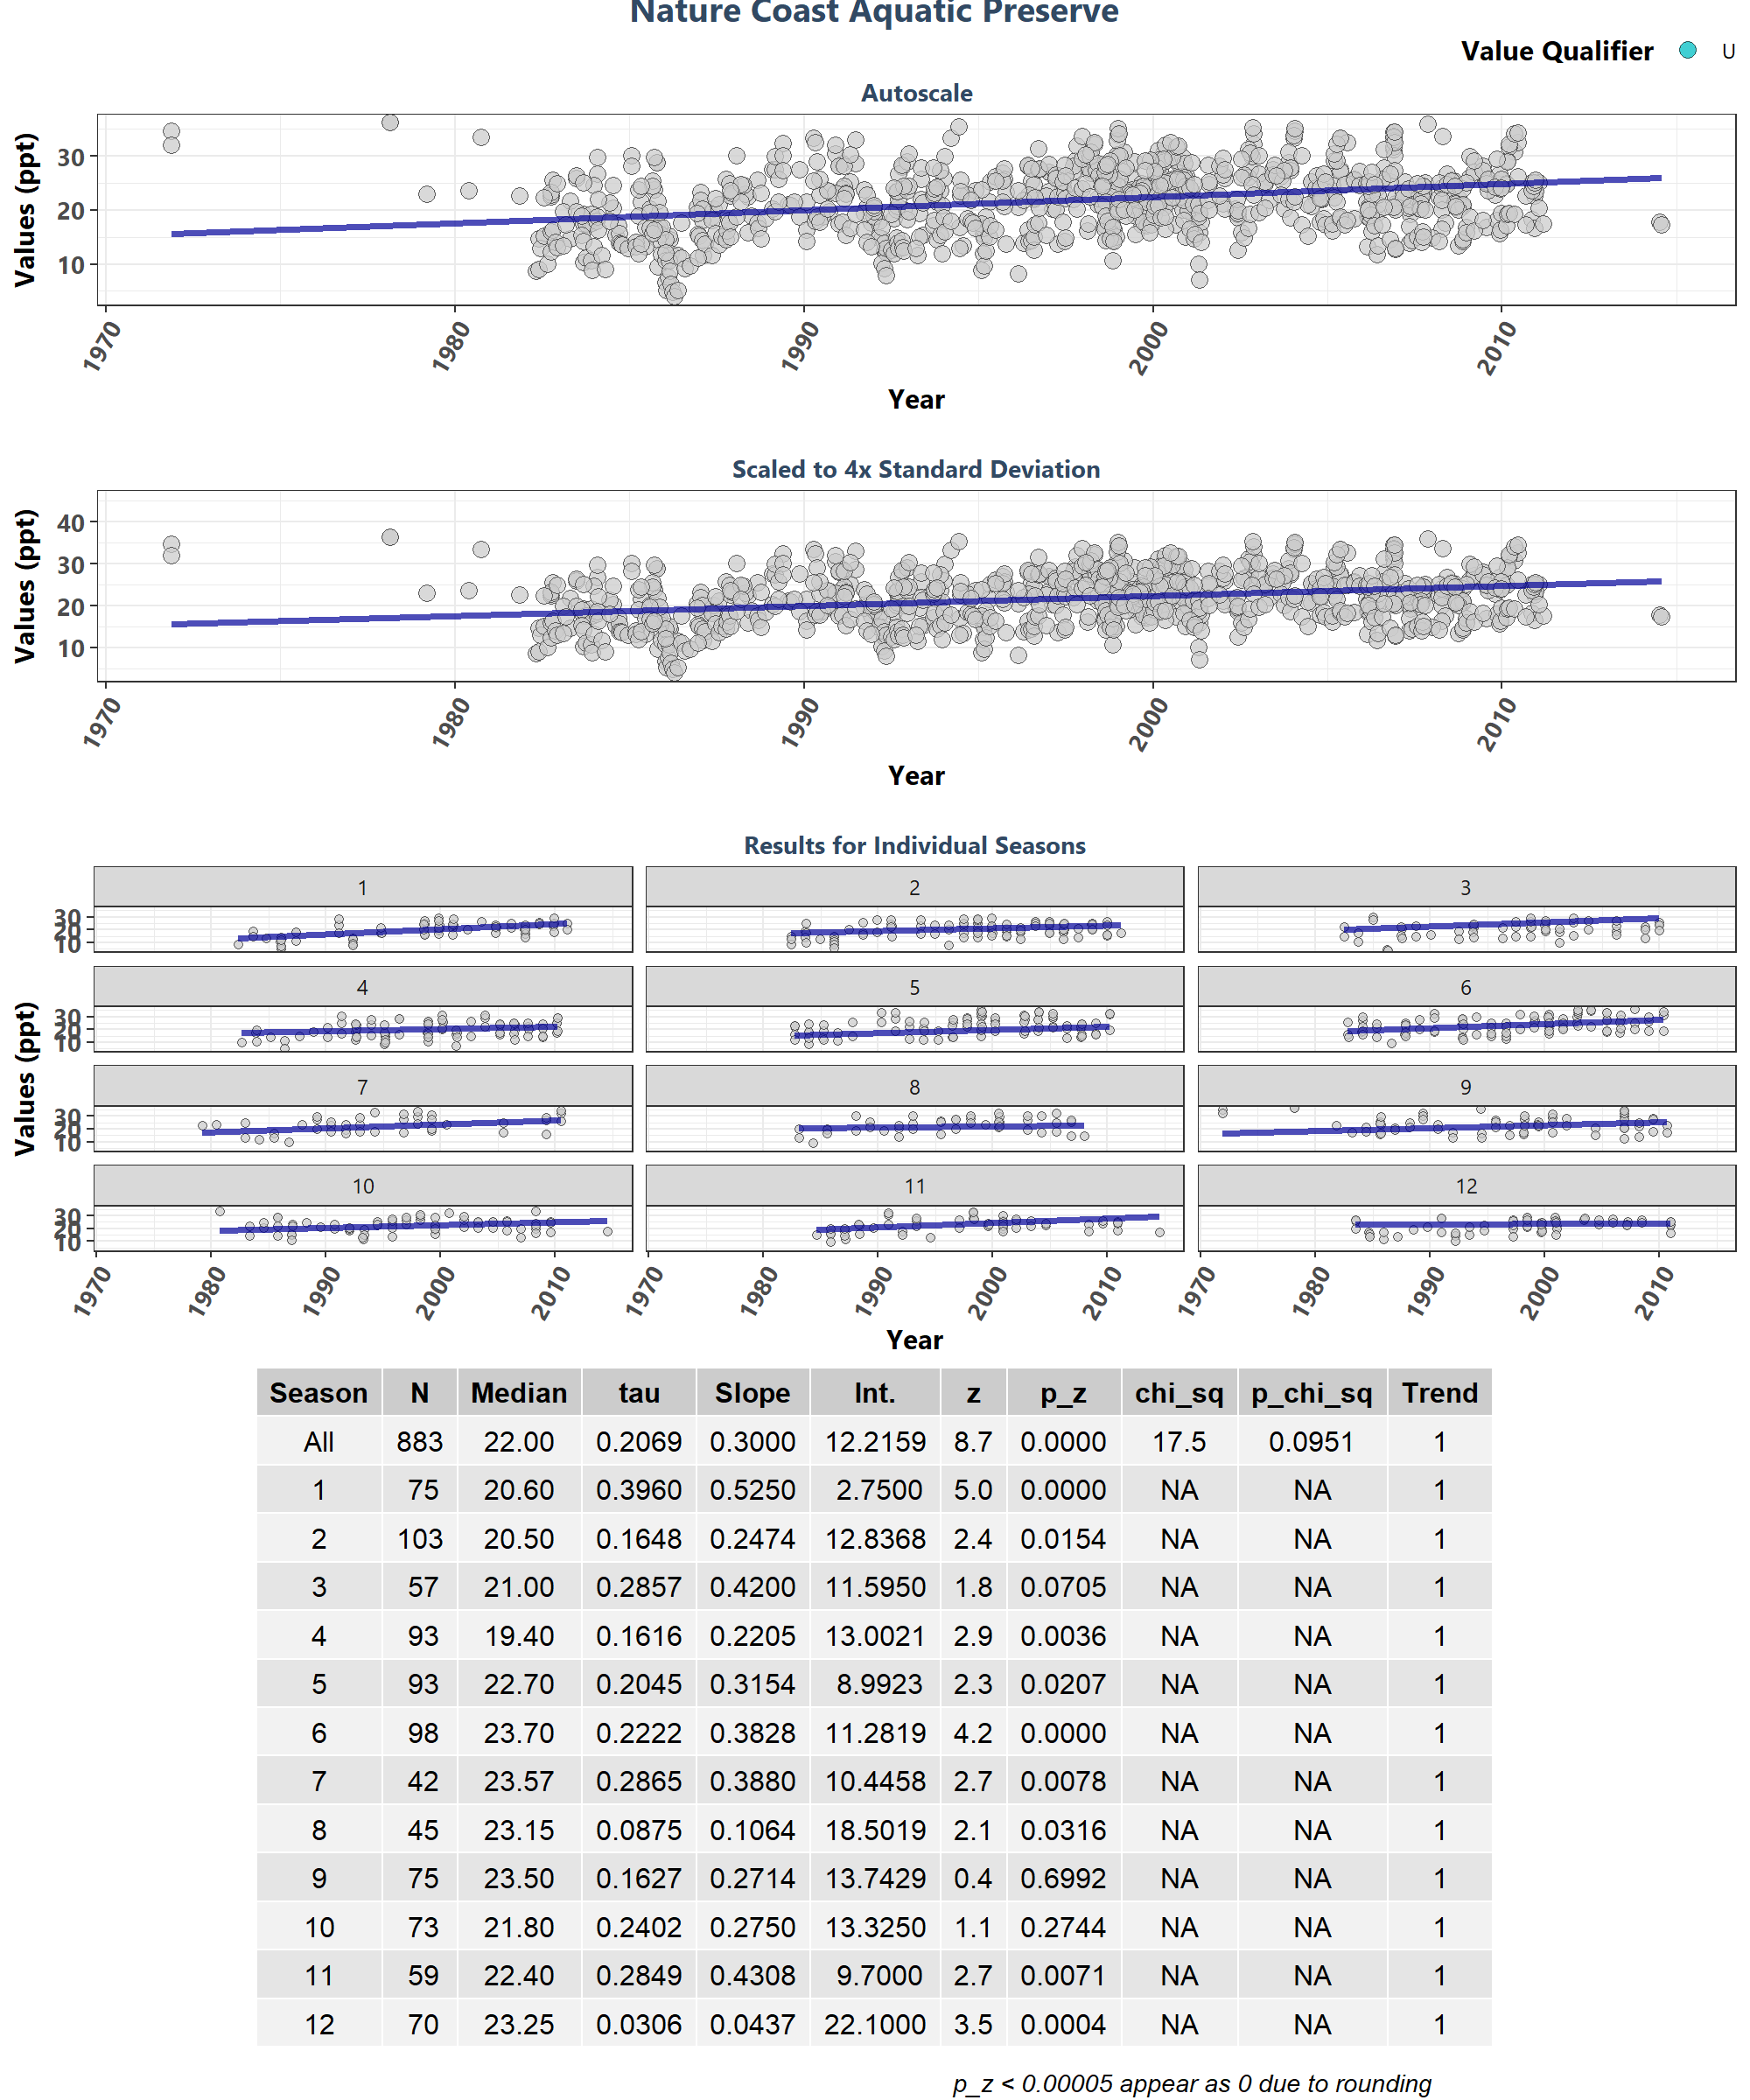 Nature Coast Aquatic Preserve
Value Qualifier U
Autoscale
Values (ppt)
30
20
10
1970 1980 1990 2000 2010
Year
Scaled to 4x Standard Deviation
Values (ppt)
40
30
20
10
1970 1980 1990 2000 2010
Year
Results for Individual Seasons
Values (ppt)
1 2 3
30
20
10
4 5 6
30
20
10
7 8 9
30
20
10
10 11 12
30
20
10
1970 1980 1990 2000 2010 1970 1980 1990 2000 2010 1970 1980 1990 2000 2010
Year
Season N Median tau Slope Int. z p_z chi_sq p_chi_sq Trend
All 883 22.00 0.2069 0.3000 12.2159 8.7 0.0000 17.5 0.0951 1
1 75 20.60 0.3960 0.5250 2.7500 5.0 0.0000 NA NA 1
2 103 20.50 0.1648 0.2474 12.8368 2.4 0.0154 NA NA 1
3 57 21.00 0.2857 0.4200 11.5950 1.8 0.0705 NA NA 1
4 93 19.40 0.1616 0.2205 13.0021 2.9 0.0036 NA NA 1
5 93 22.70 0.2045 0.3154 8.9923 2.3 0.0207 NA NA 1
6 98 23.70 0.2222 0.3828 11.2819 4.2 0.0000 NA NA 1
7 42 23.57 0.2865 0.3880 10.4458 2.7 0.0078 NA NA 1
8 45 23.15 0.0875 0.1064 18.5019 2.1 0.0316 NA NA 1
9 75 23.50 0.1627 0.2714 13.7429 0.4 0.6992 NA NA 1
10 73 21.80 0.2402 0.2750 13.3250 1.1 0.2744 NA NA 1
11 59 22.40 0.2849 0.4308 9.7000 2.7 0.0071 NA NA 1
12 70 23.25 0.0306 0.0437 22.1000 3.5 0.0004 NA NA 1
p_z < 0.00005 appear as 0 due to rounding